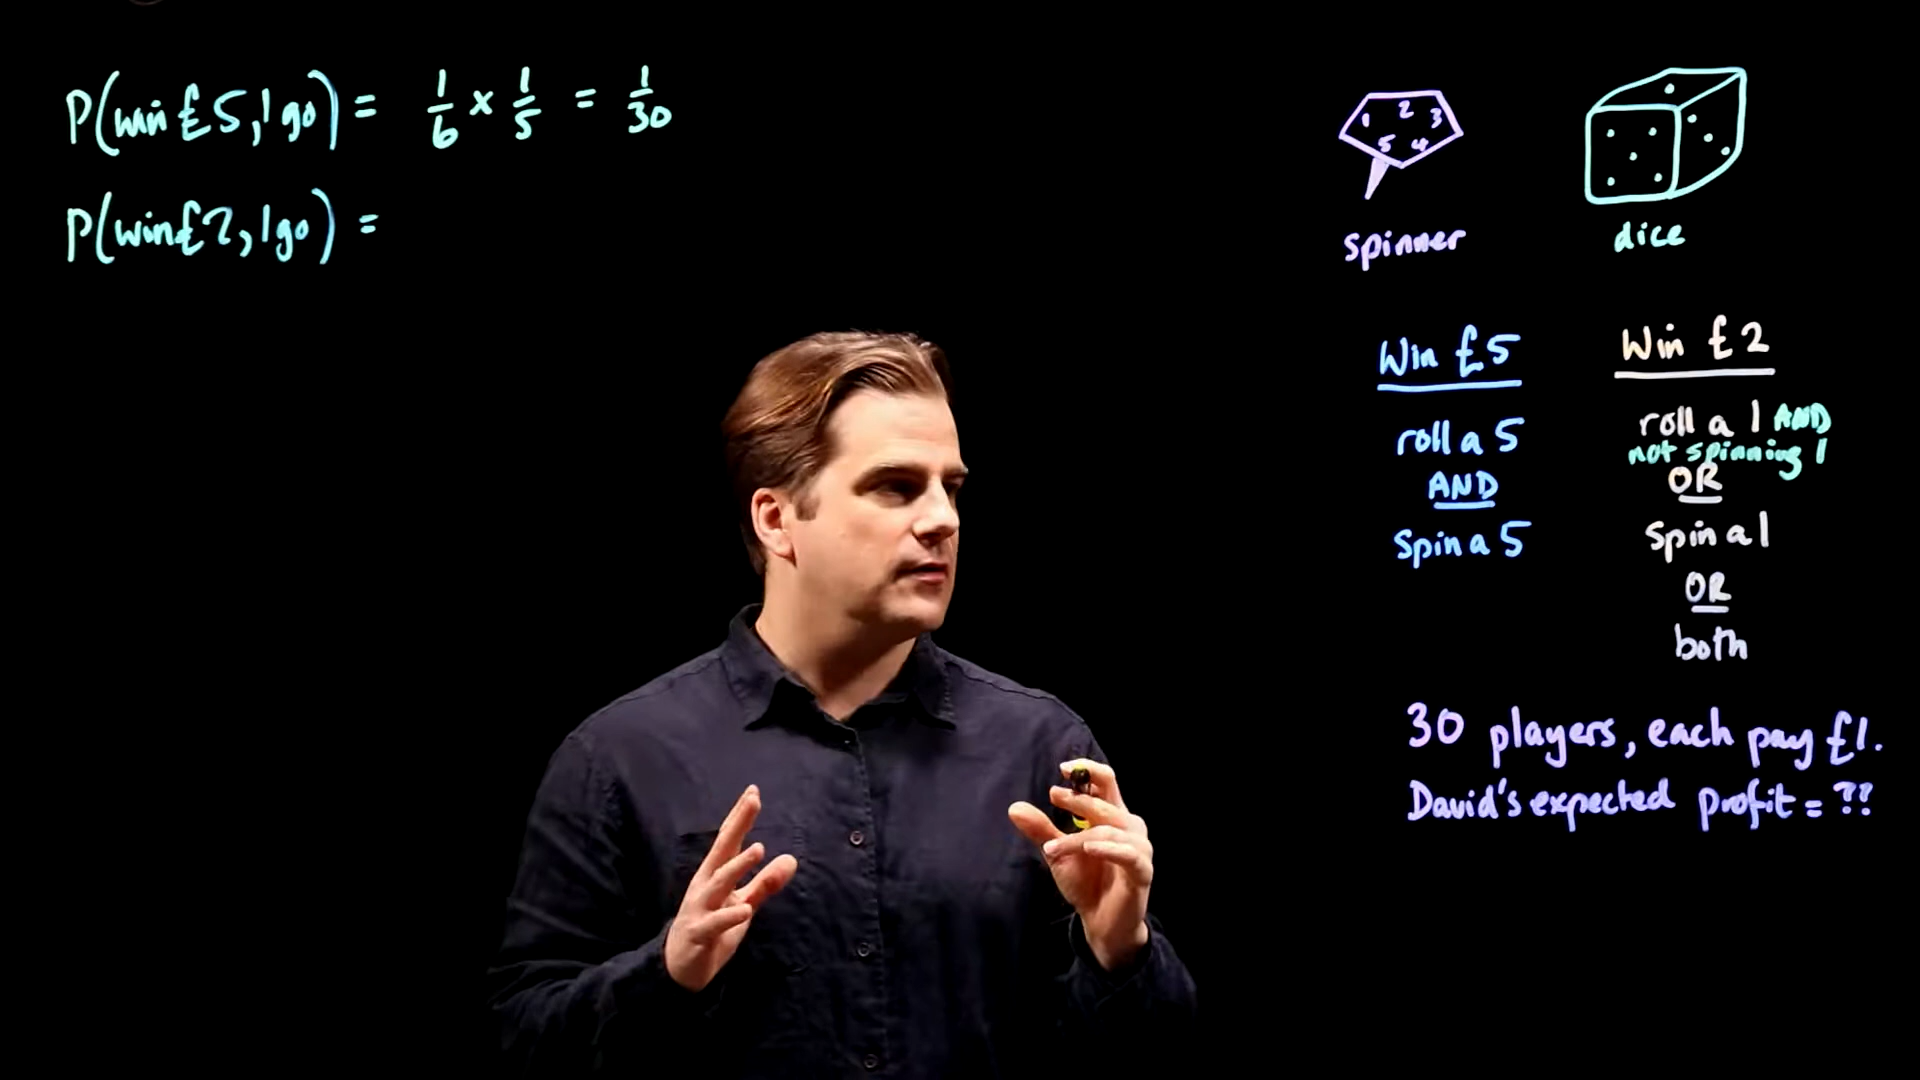 P(win £5, 1 go) = 1/6 × 1/5 = 1/30
P(win £2, 1 go) =
1 2 3
5 4
spinner
dice
Win £5
roll a 5
AND
spin a 5
Win £2
roll a 1 AND
not spinning 1
OR
spin a 1
OR
both
30 players, each pay £1.
David's expected profit = ??